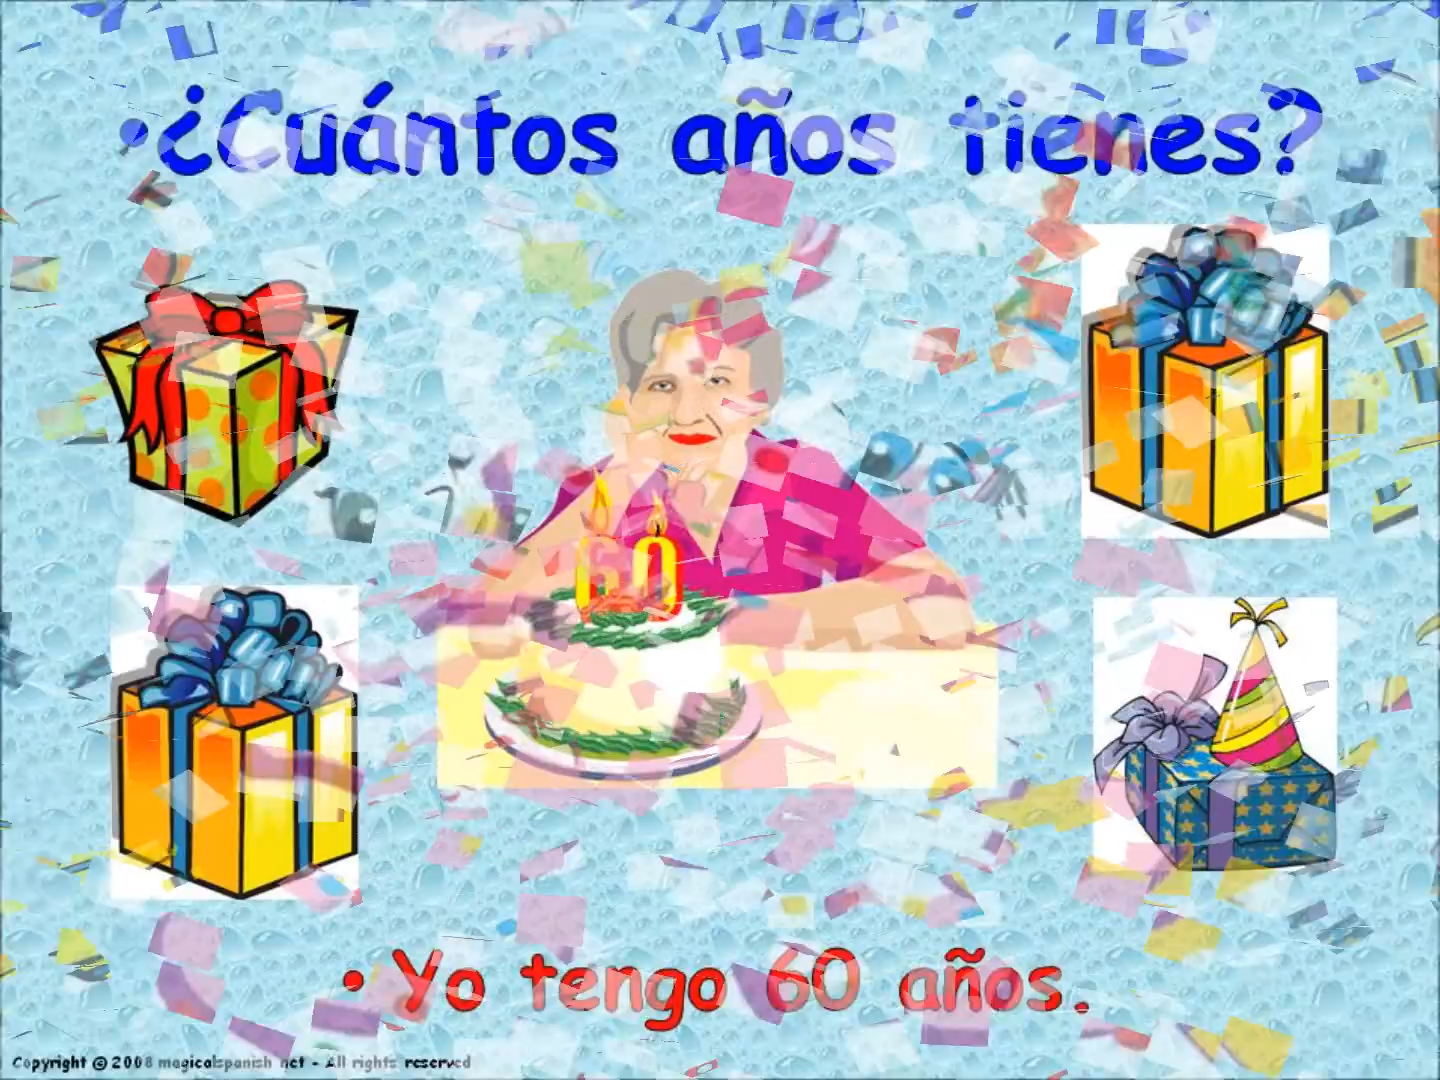 •¿Cuántos años tienes?
60
• Yo tengo 60 años.
Copyright © 2008 magicalspanish net - All rights reserved